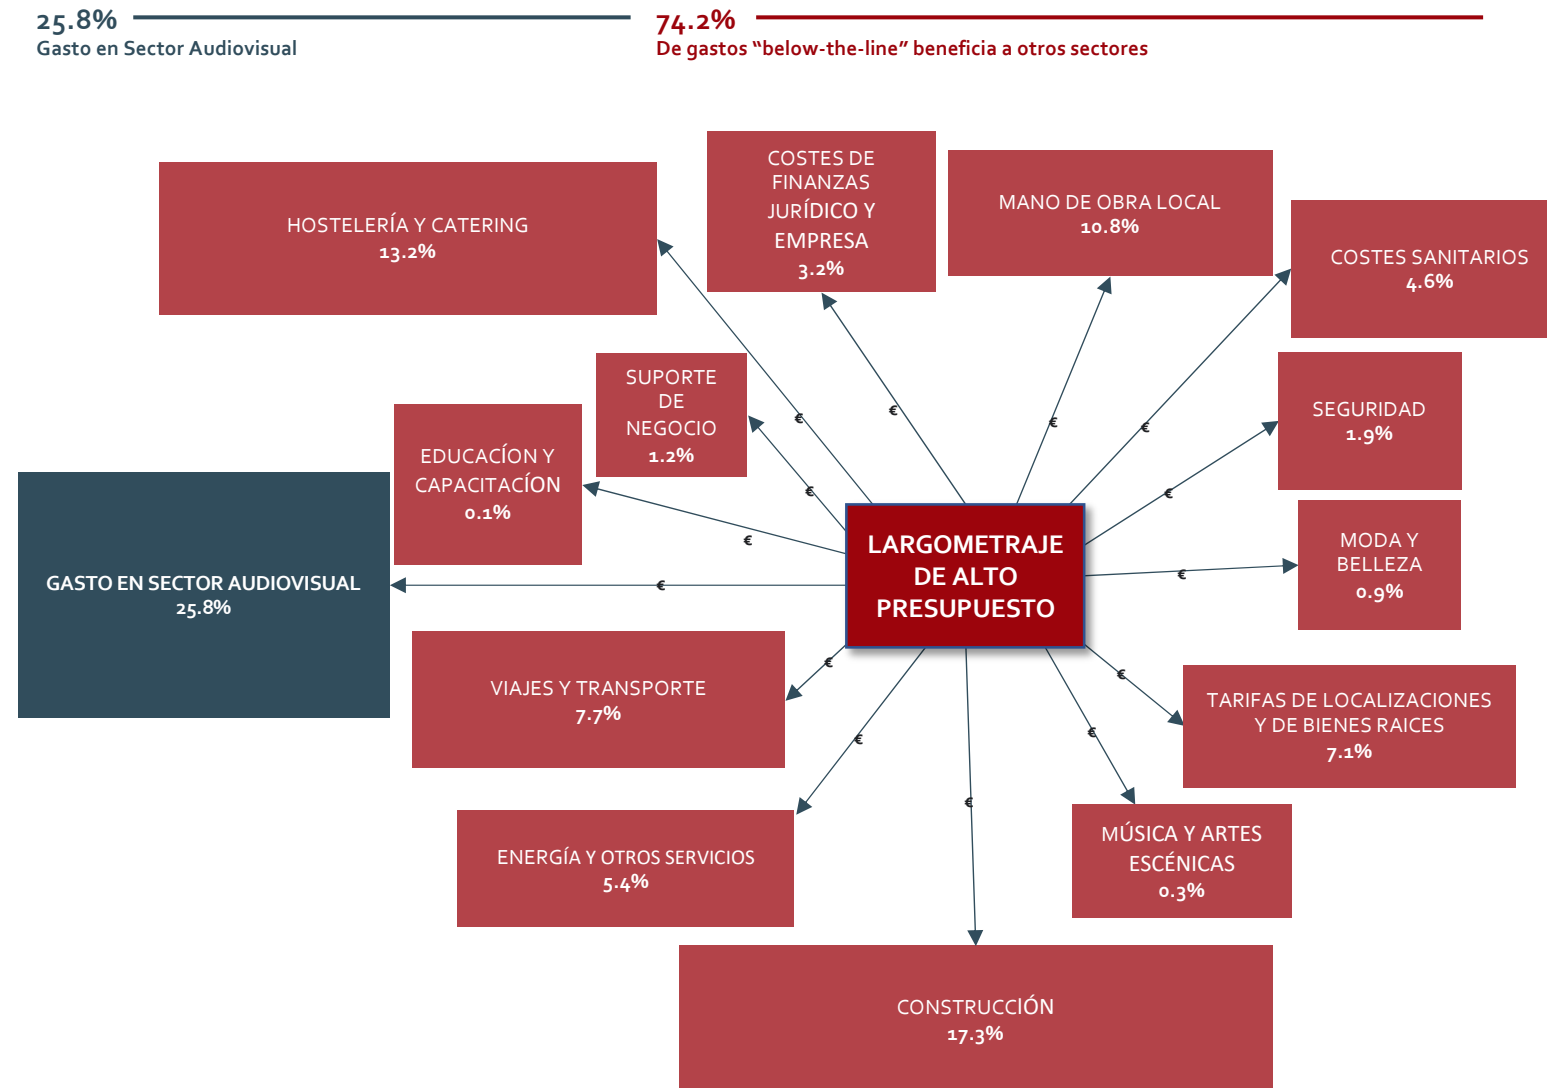 25.8%
Gasto en Sector Audiovisual
74.2%
De gastos “below-the-line” beneficia a otros sectores
COSTES DE
FINANZAS
JURÍDICO Y
EMPRESA
3.2%
MANO DE OBRA LOCAL
10.8%
HOSTELERÍA Y CATERING
13.2%
COSTES SANITARIOS
4.6%
SUPORTE
DE
NEGOCIO
1.2%
SEGURIDAD
1.9%
EDUCACÍON Y
CAPACITACÍON
0.1%
€
€
€
€
€
€
€
LARGOMETRAJE
DE ALTO
PRESUPUESTO
MODA Y
BELLEZA
0.9%
GASTO EN SECTOR AUDIOVISUAL
25.8%
€
€
€
€
VIAJES Y TRANSPORTE
7.7%
TARIFAS DE LOCALIZACIONES
Y DE BIENES RAICES
7.1%
€
€
€
ENERGÍA Y OTROS SERVICIOS
5.4%
MÚSICA Y ARTES
ESCÉNICAS
0.3%
CONSTRUCCIÓN
17.3%